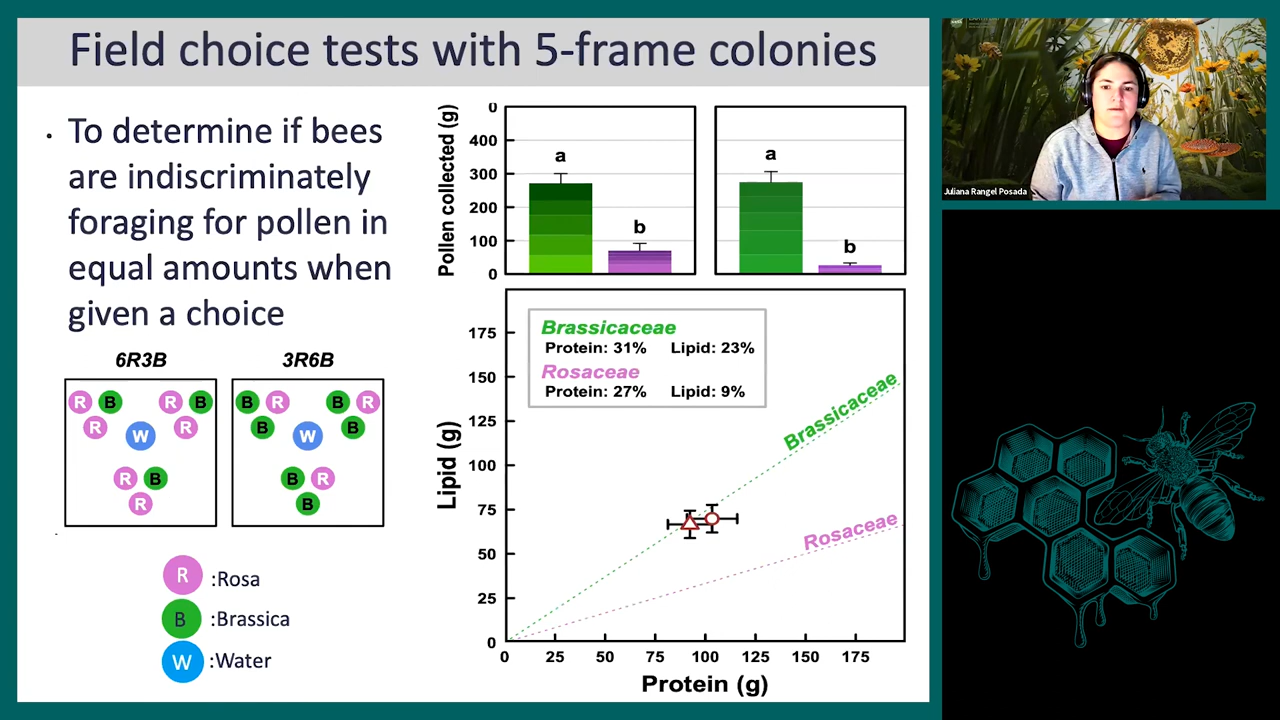 Field choice tests with 5-frame colonies
• To determine if bees
are indiscriminately
foraging for pollen in
equal amounts when
given a choice
6R3B
3R6B
R B R B
R R
W
R B
R
B R B R
B B
W
B R
B
R :Rosa
B :Brassica
W :Water
Pollen collected (g)
0
400
300
200
100
0
a
b
a
b
Brassicaceae
Protein: 31% Lipid: 23%
Rosaceae
Protein: 27% Lipid: 9%
Brassicaceae
Rosaceae
Lipid (g)
175
150
125
100
75
50
25
0
0 25 50 75 100 125 150 175
Protein (g)
Juliana Rangel Posada